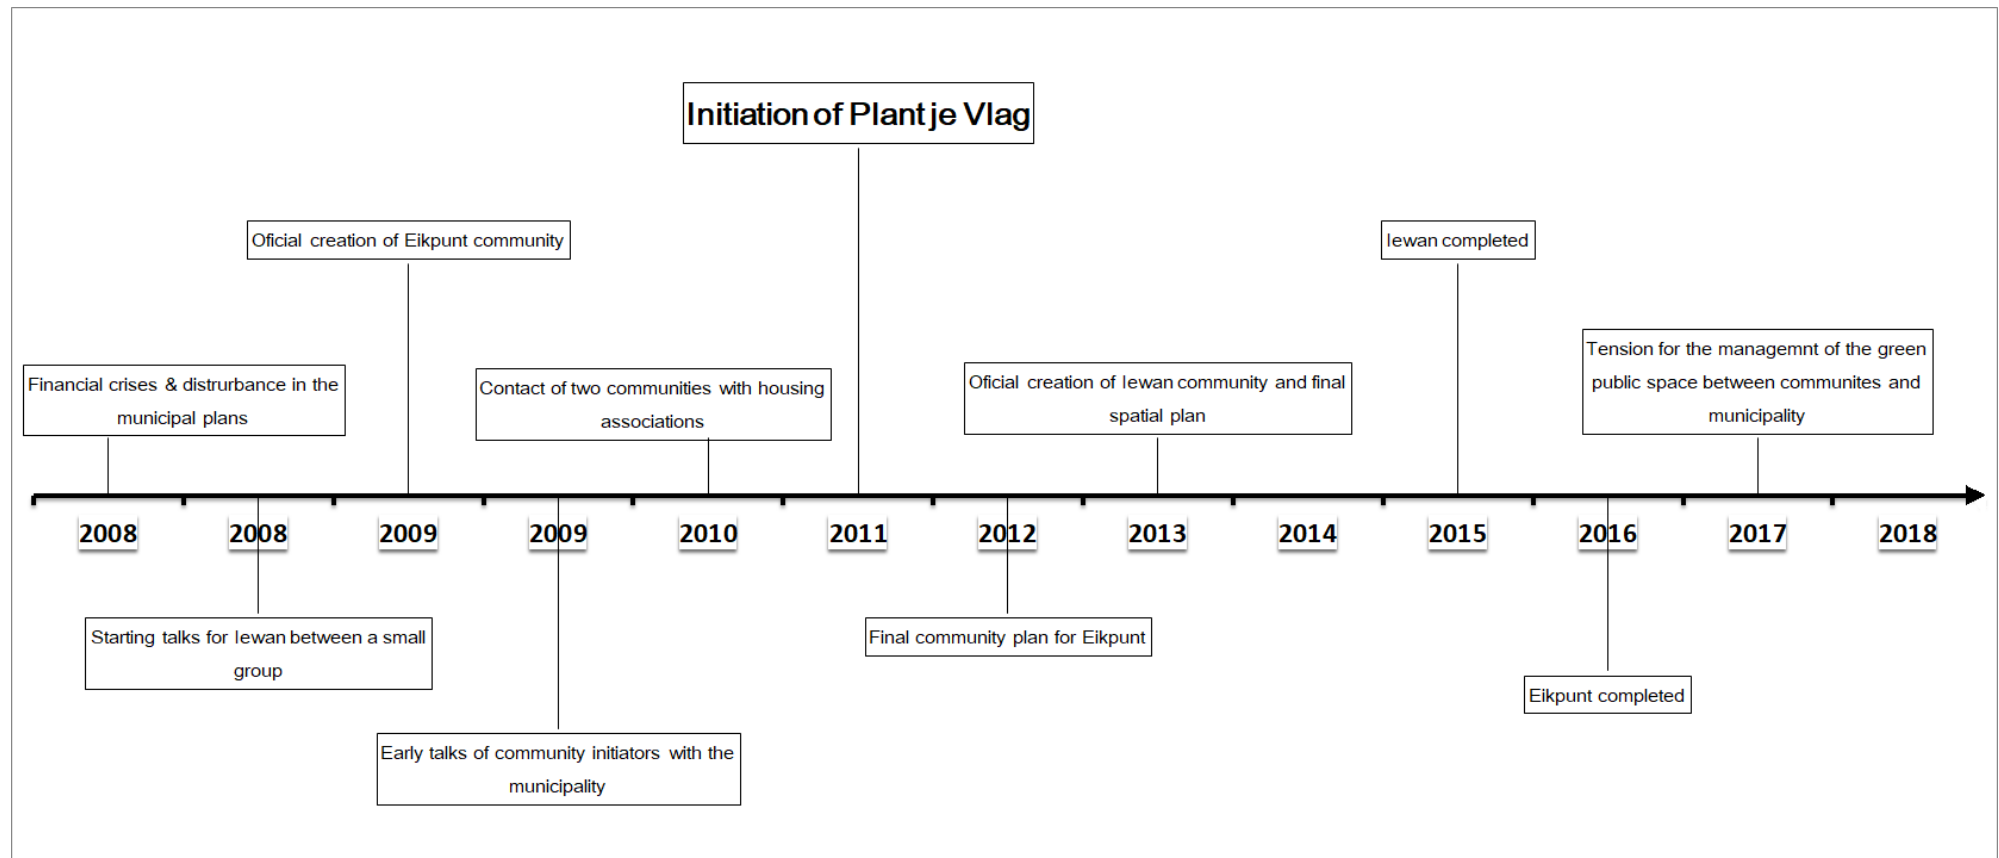 Initiation of Plant je Vlag
Oficial creation of Eikpunt community
Iewan completed
Financial crises & distrurbance in the
municipal plans
Contact of two communities with housing
associations
Oficial creation of Iewan community and final
spatial plan
Tension for the managemnt of the green
public space between communites and
municipality
2008
2008
2009
2009
2010
2011
2012
2013
2014
2015
2016
2017
2018
Starting talks for Iewan between a small
group
Final community plan for Eikpunt
Eikpunt completed
Early talks of community initiators with the
municipality